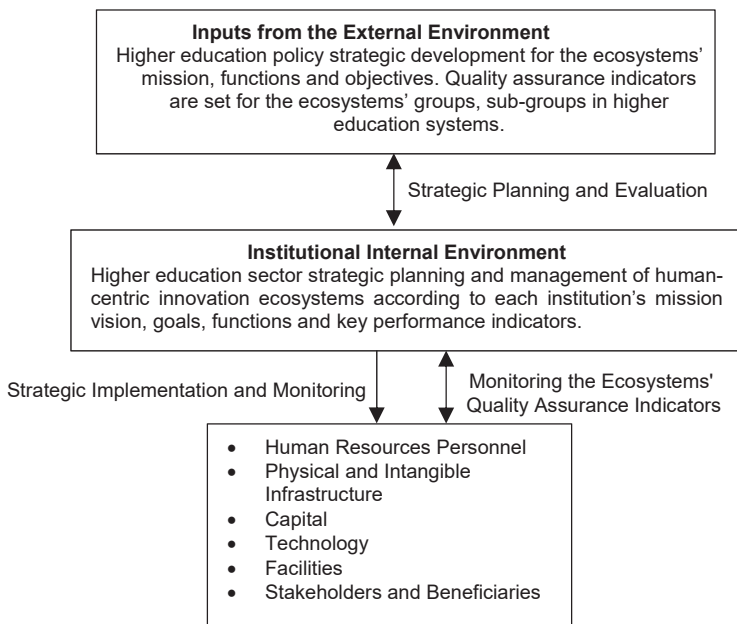 Inputs from the External Environment
Higher education policy strategic development for the ecosystems'
mission, functions and objectives. Quality assurance indicators
are set for the ecosystems' groups, sub-groups in higher
education systems.
Strategic Planning and Evaluation
Institutional Internal Environment
Higher education sector strategic planning and management of human-
centric innovation ecosystems according to each institution's mission
vision, goals, functions and key performance indicators.
Strategic Implementation and Monitoring
Monitoring the Ecosystems'
Quality Assurance Indicators
• Human Resources Personnel
• Physical and Intangible
Infrastructure
• Capital
• Technology
• Facilities
• Stakeholders and Beneficiaries